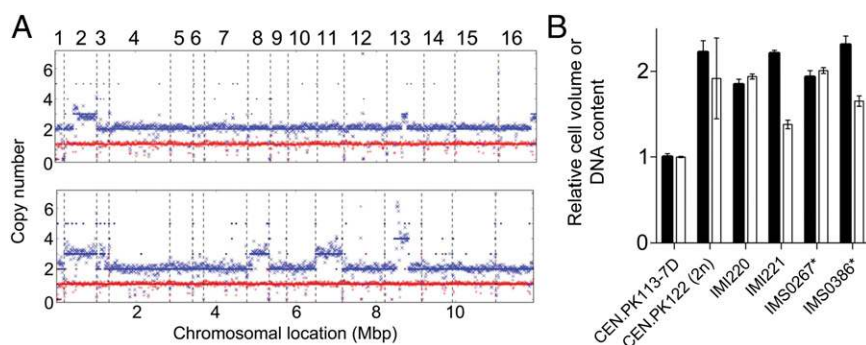 A
1 2 3 4 5 6 7 8 9 10 11 12 13 14 15 16
6
4
2
0
Copy number
6
4
2
0
2 4 6 8 10
Chromosomal location (Mbp)
B
Relative cell volume or
DNA content
2
1
0
CEN.PK113-7D
CEN.PK122 (2n)
IMI220
IMI221
IMS0267*
IMS0386*